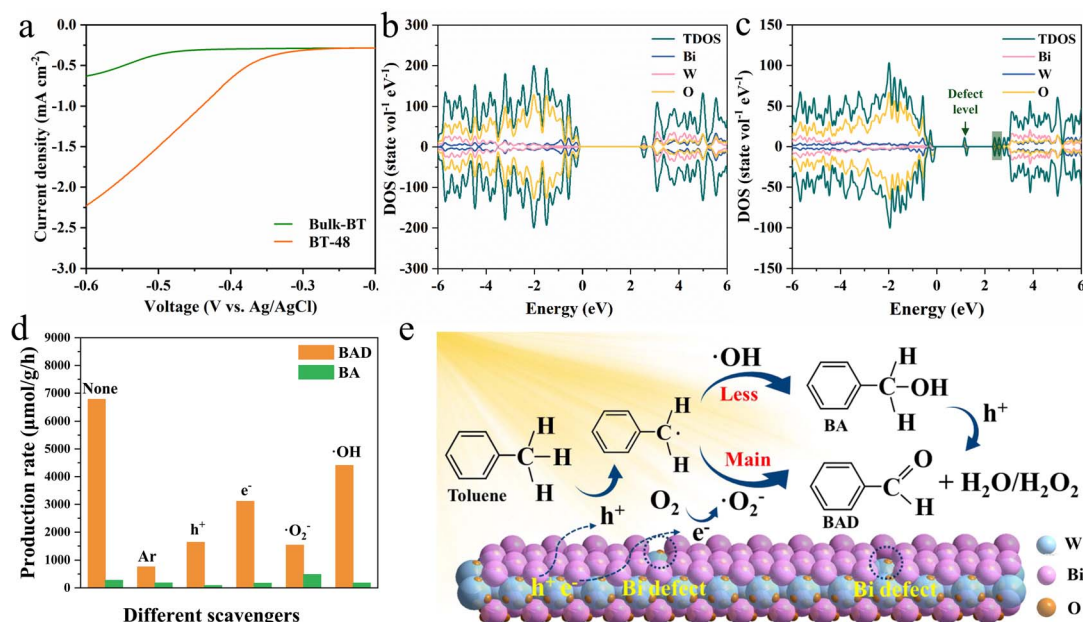 a
Current density (mA cm⁻²)
-0.0
-0.5
-1.0
-1.5
-2.0
-2.5
-3.0
Bulk-BT
BT-48
-0.6
-0.5
-0.4
-0.3
-0.
Voltage (V vs. Ag/AgCl)
b
DOS (state vol⁻¹ eV⁻¹)
300
200
100
0
-100
-200
-300
TDOS
Bi
W
O
-6
-4
-2
0
2
4
6
Energy (eV)
c
DOS (state vol⁻¹ eV⁻¹)
150
100
50
0
-50
-100
-150
TDOS
Bi
W
O
Defect
level
-6
-4
-2
0
2
4
6
Energy (eV)
d
Production rate (μmol/g/h)
9000
8000
7000
6000
5000
4000
3000
2000
1000
0
BAD
BA
None
Ar
h⁺
e⁻
·O₂⁻
·OH
Different scavengers
e
·OH
Less
H
C OH
H
BA
h⁺
H
C H
H
Toluene
H
C·
H
Main
O
C
H
BAD
+ H₂O/H₂O₂
h⁺
O₂
·O₂⁻
e⁻
h⁺ e⁻
Bi defect
Bi defect
W
Bi
O